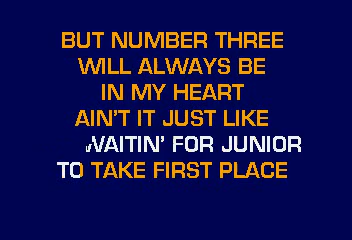 BUT NUMBER THREE
WILL ALWAYS BE
IN MY HEART
AIN'T IT JUST LIKE
WAITIN' FOR JUNIOR
TO TAKE FIRST PLACE